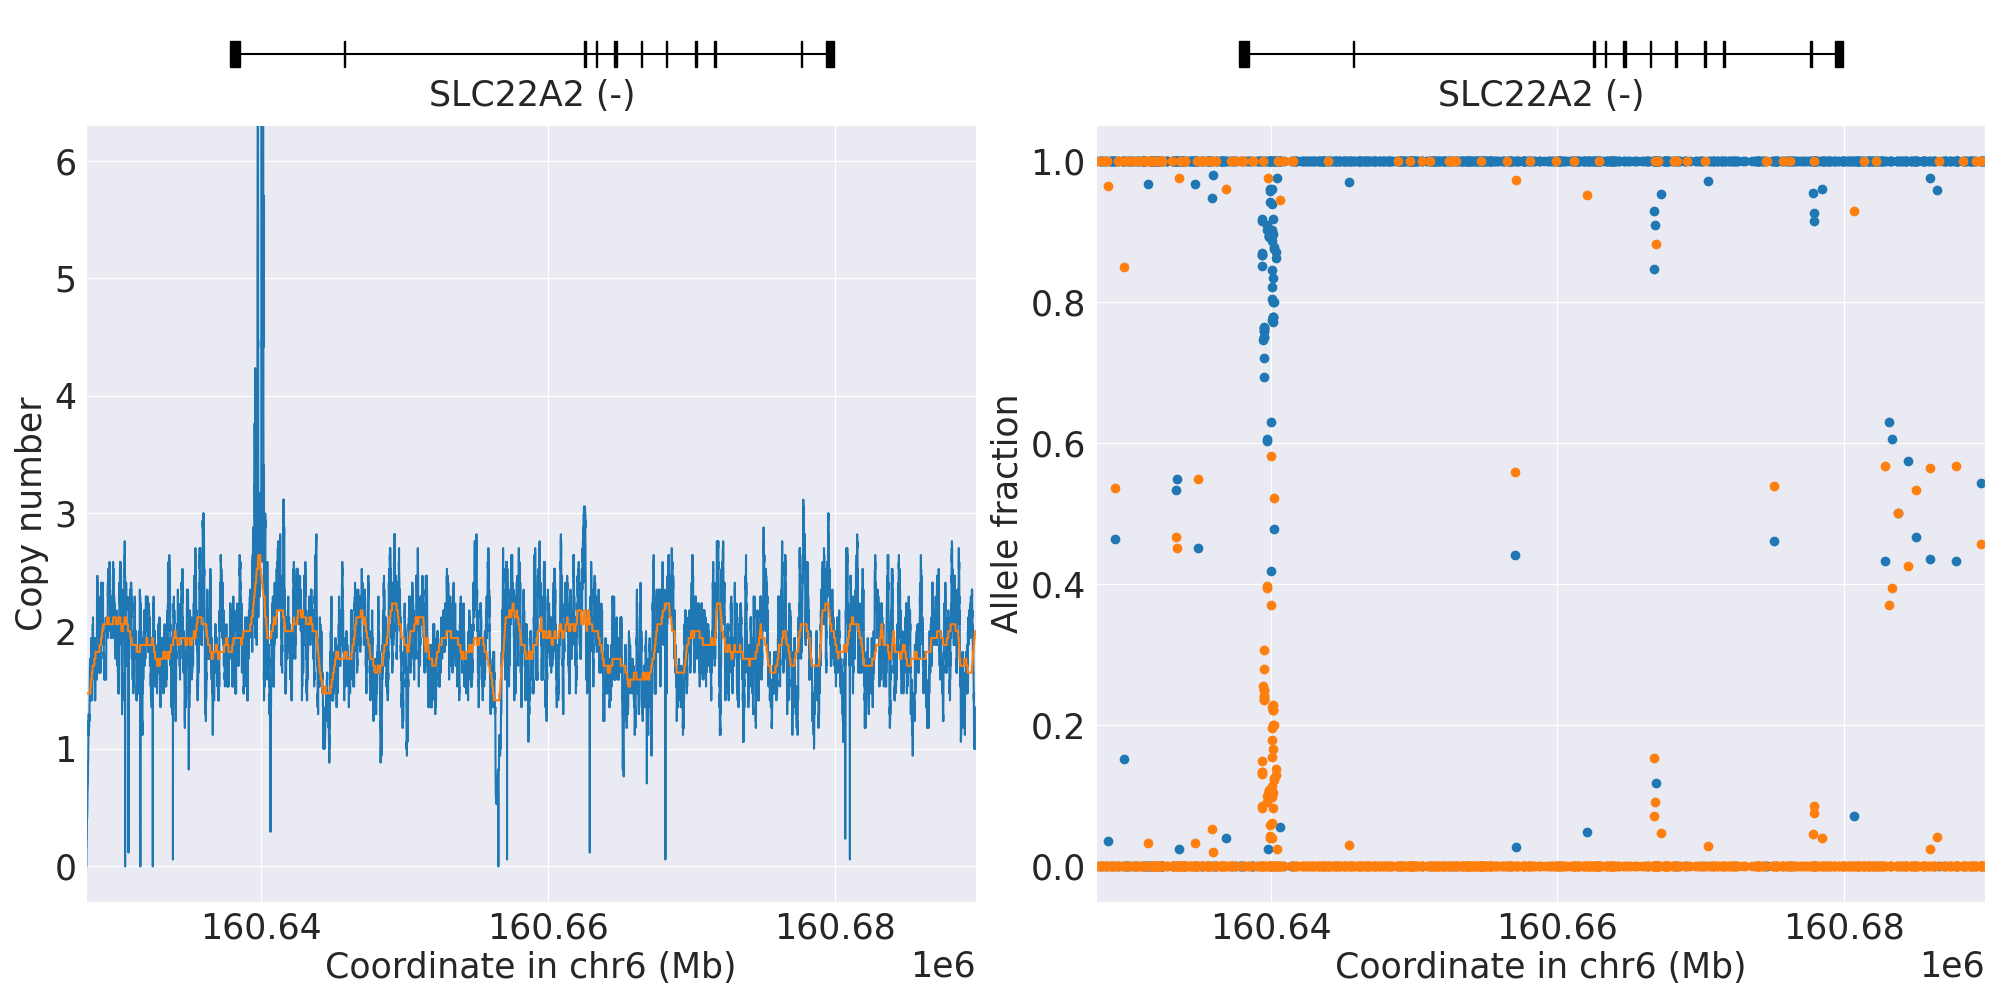 SLC22A2 (-)
6
5
4
3
2
1
0
Copy number
160.64
160.66
160.68
Coordinate in chr6 (Mb)
1e6
SLC22A2 (-)
1.0
0.8
0.6
0.4
0.2
0.0
Allele fraction
160.64
160.66
160.68
Coordinate in chr6 (Mb)
1e6